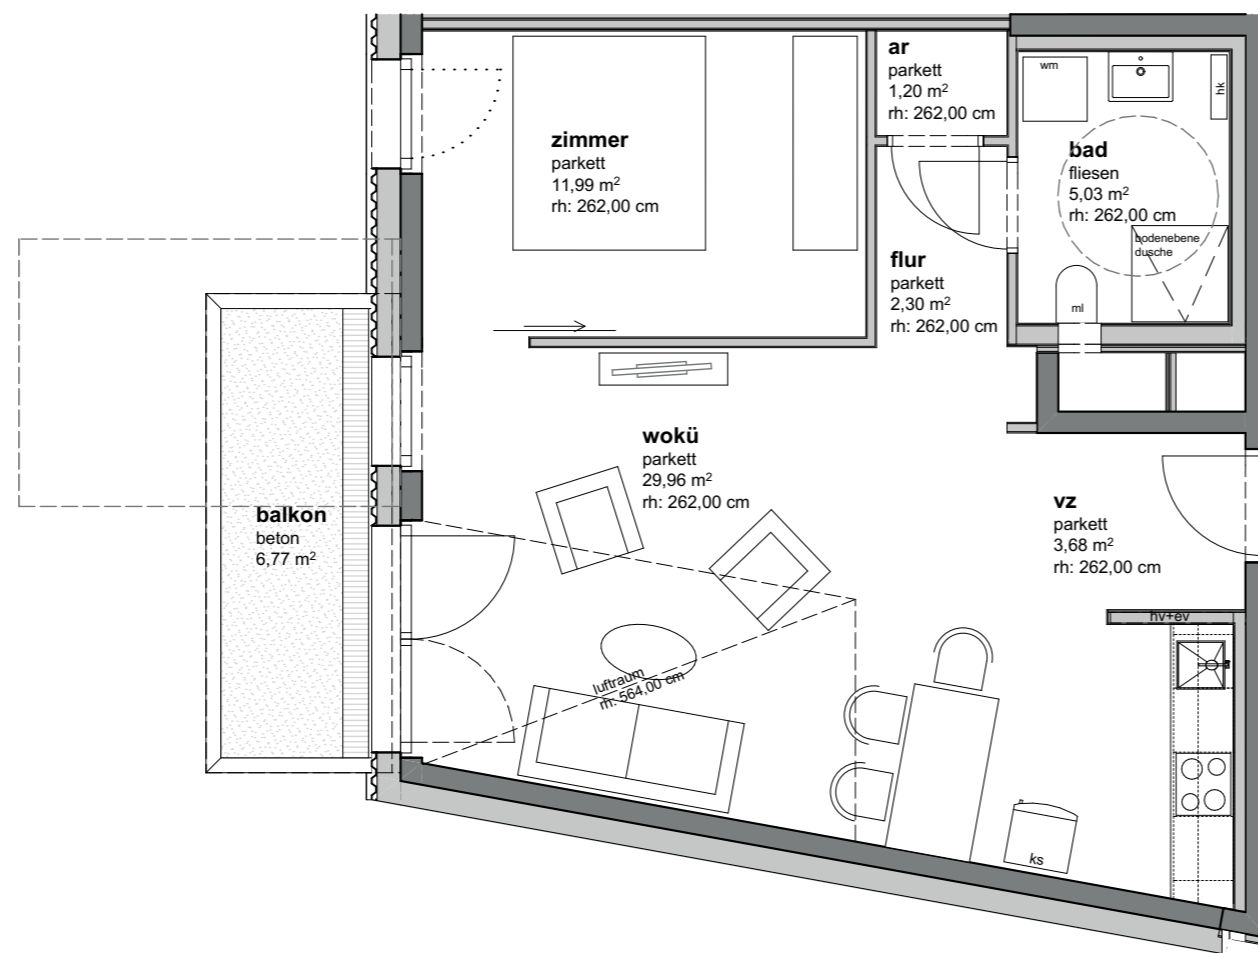 ar
parkett
1,20 m²
rh: 262,00 cm
wm
hk
zimmer
parkett
11,99 m²
rh: 262,00 cm
bad
fliesen
5,03 m²
rh: 262,00 cm
bodenebene
dusche
flur
parkett
2,30 m²
rh: 262,00 cm
ml
wokü
parkett
29,96 m²
rh: 262,00 cm
vz
parkett
3,68 m²
rh: 262,00 cm
balkon
beton
6,77 m²
hv+ev
luftraum
rh: 564,00 cm
ks